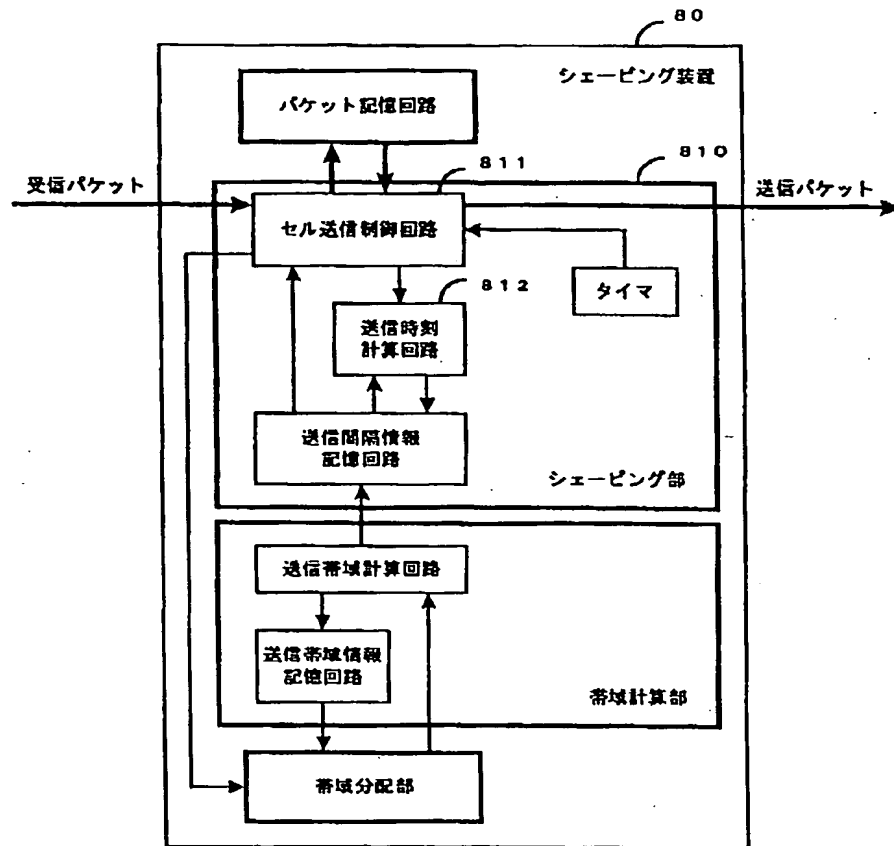 80
シェーピング装置
パケット記憶回路
811
810
受信パケット
送信パケット
セル送信制御回路
タイマ
812
送信時刻
計算回路
送信間隔情報
記憶回路
シェーピング部
送信帯域計算回路
送信帯域情報
記憶回路
帯域計算部
帯域分配部